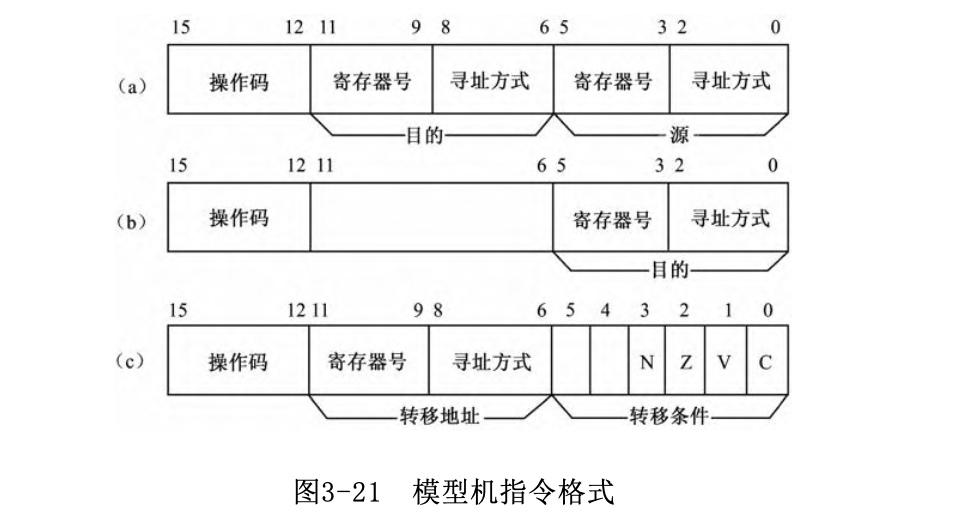 15 12 11 9 8 6 5 3 2 0
(a) 操作码 寄存器号 寻址方式 寄存器号 寻址方式
目的 源
15 12 11 6 5 3 2 0
(b) 操作码 寄存器号 寻址方式
目的
15 12 11 9 8 6 5 4 3 2 1 0
(c) 操作码 寄存器号 寻址方式 N Z V C
转移地址 转移条件
图3-21 模型机指令格式